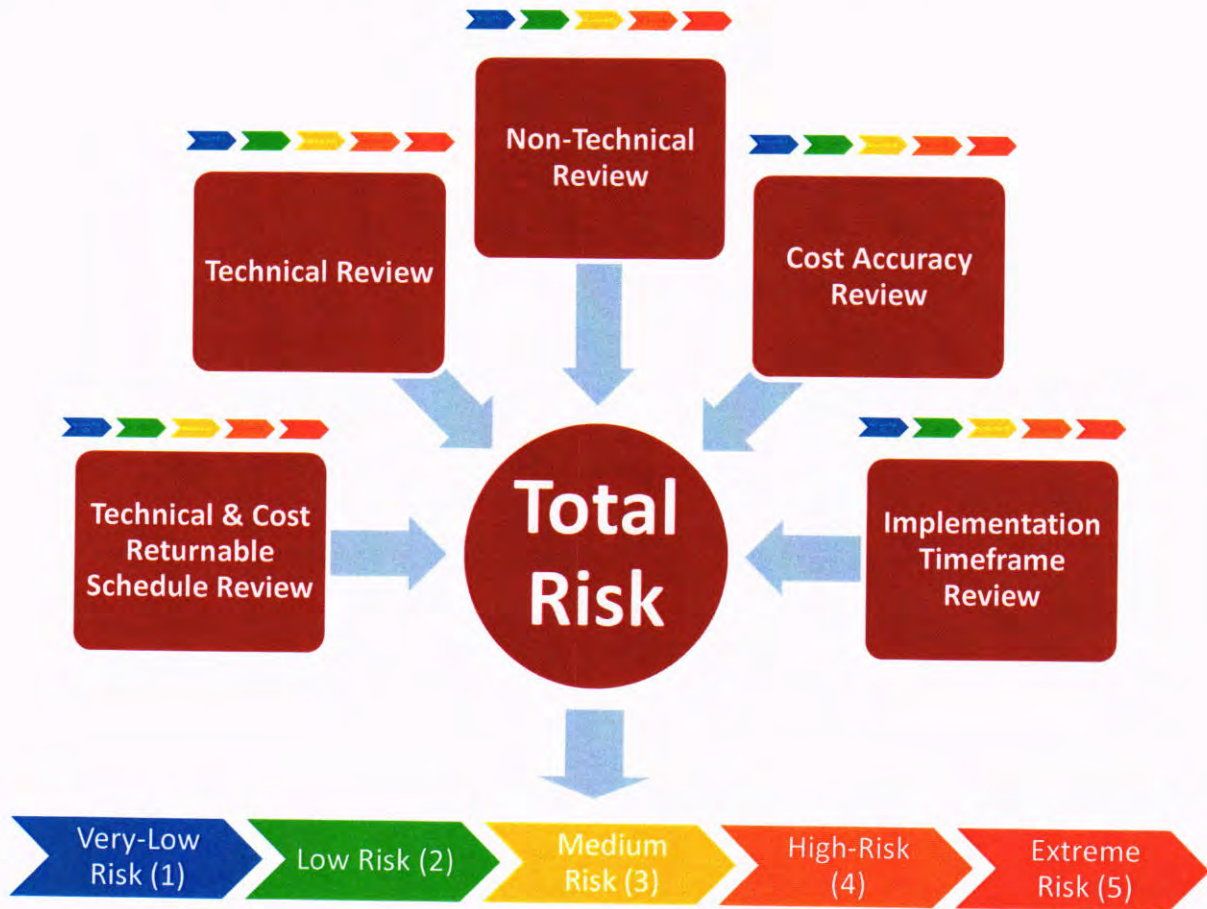 Non-Technical
Review
Technical Review
Cost Accuracy
Review
Technical & Cost
Returnable
Schedule Review
Total
Risk
Implementation
Timeframe
Review
Very-Low
Risk (1)
Low Risk (2)
Medium
Risk (3)
High-Risk
(4)
Extreme
Risk (5)